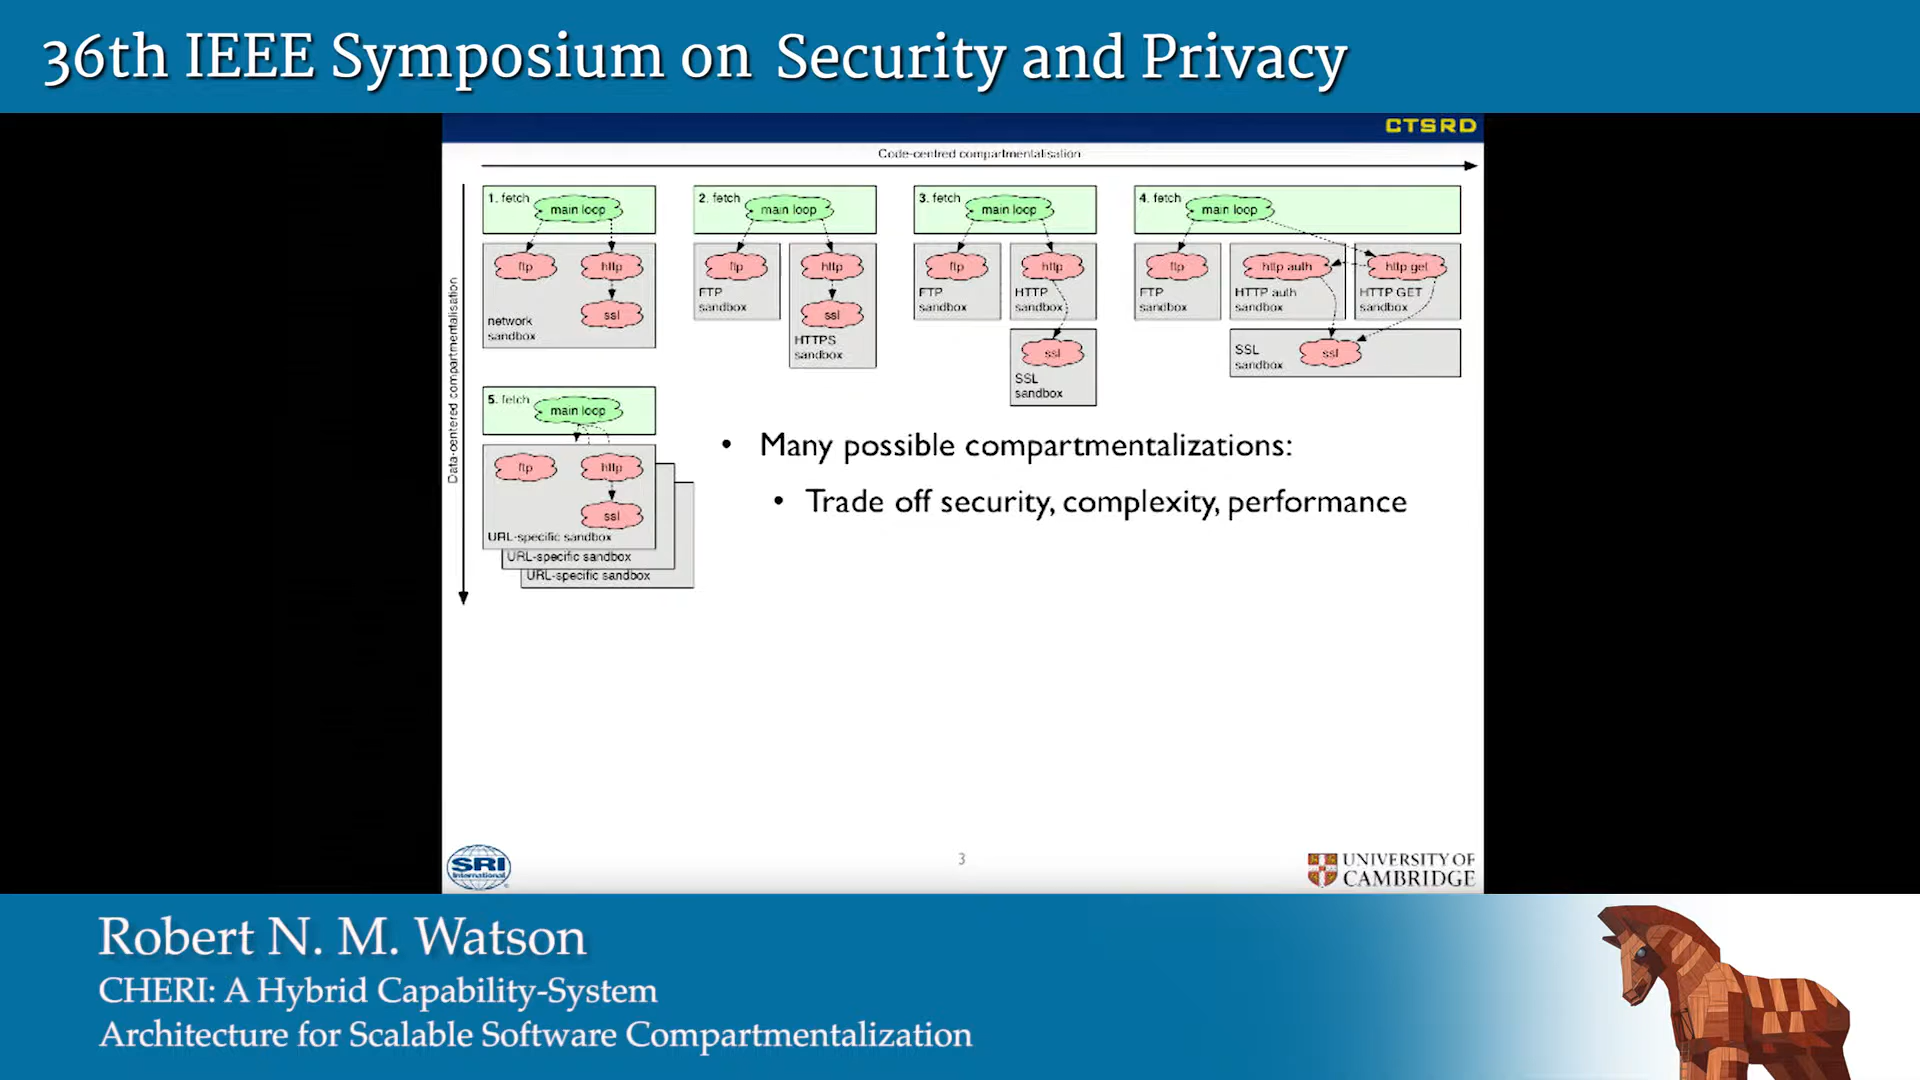 36th IEEE Symposium on Security and Privacy
CTSRD
Code-centred compartmentalisation
Data-centered compartmentalisation
1. fetch
main loop
ftp
http
ssl
network
sandbox
2. fetch
main loop
ftp
http
FTP
sandbox
ssl
HTTPS
sandbox
3. fetch
main loop
ftp
http
FTP
sandbox
HTTP
sandbox
ssl
SSL
sandbox
4. fetch
main loop
ftp
http auth
http get
FTP
sandbox
HTTP auth
sandbox
HTTP GET
sandbox
SSL
sandbox
ssl
5. fetch
main loop
ftp
http
ssl
URL-specific sandbox
URL-specific sandbox
URL-specific sandbox
• Many possible compartmentalizations:
• Trade off security, complexity, performance
SRI
International
3
UNIVERSITY OF
CAMBRIDGE
Robert N. M. Watson
CHERI: A Hybrid Capability-System
Architecture for Scalable Software Compartmentalization